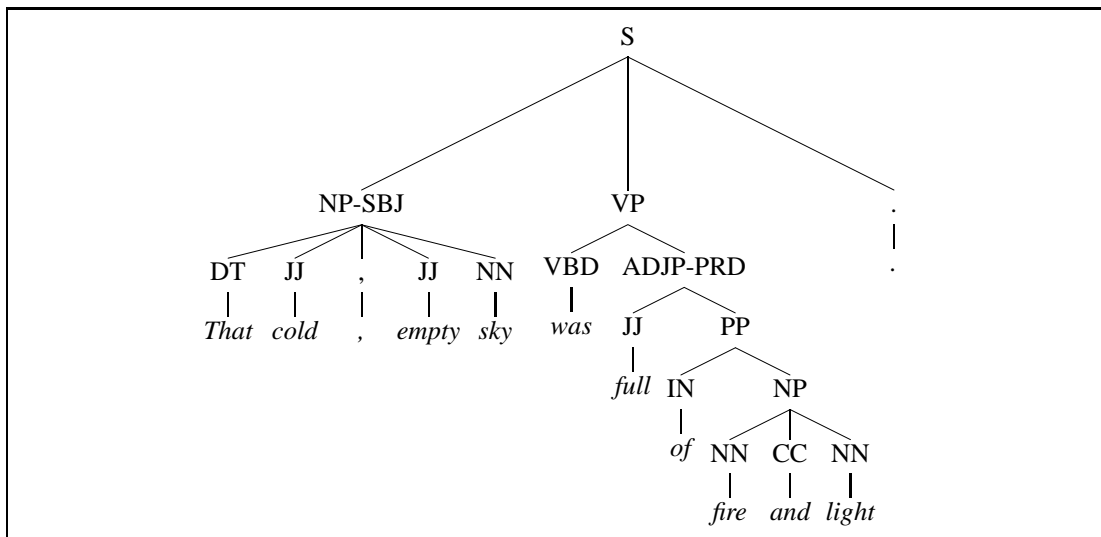 S
NP-SBJ VP .
DT JJ , JJ NN VBD ADJP-PRD .
That cold , empty sky was JJ PP
full IN NP
of NN CC NN
fire and light